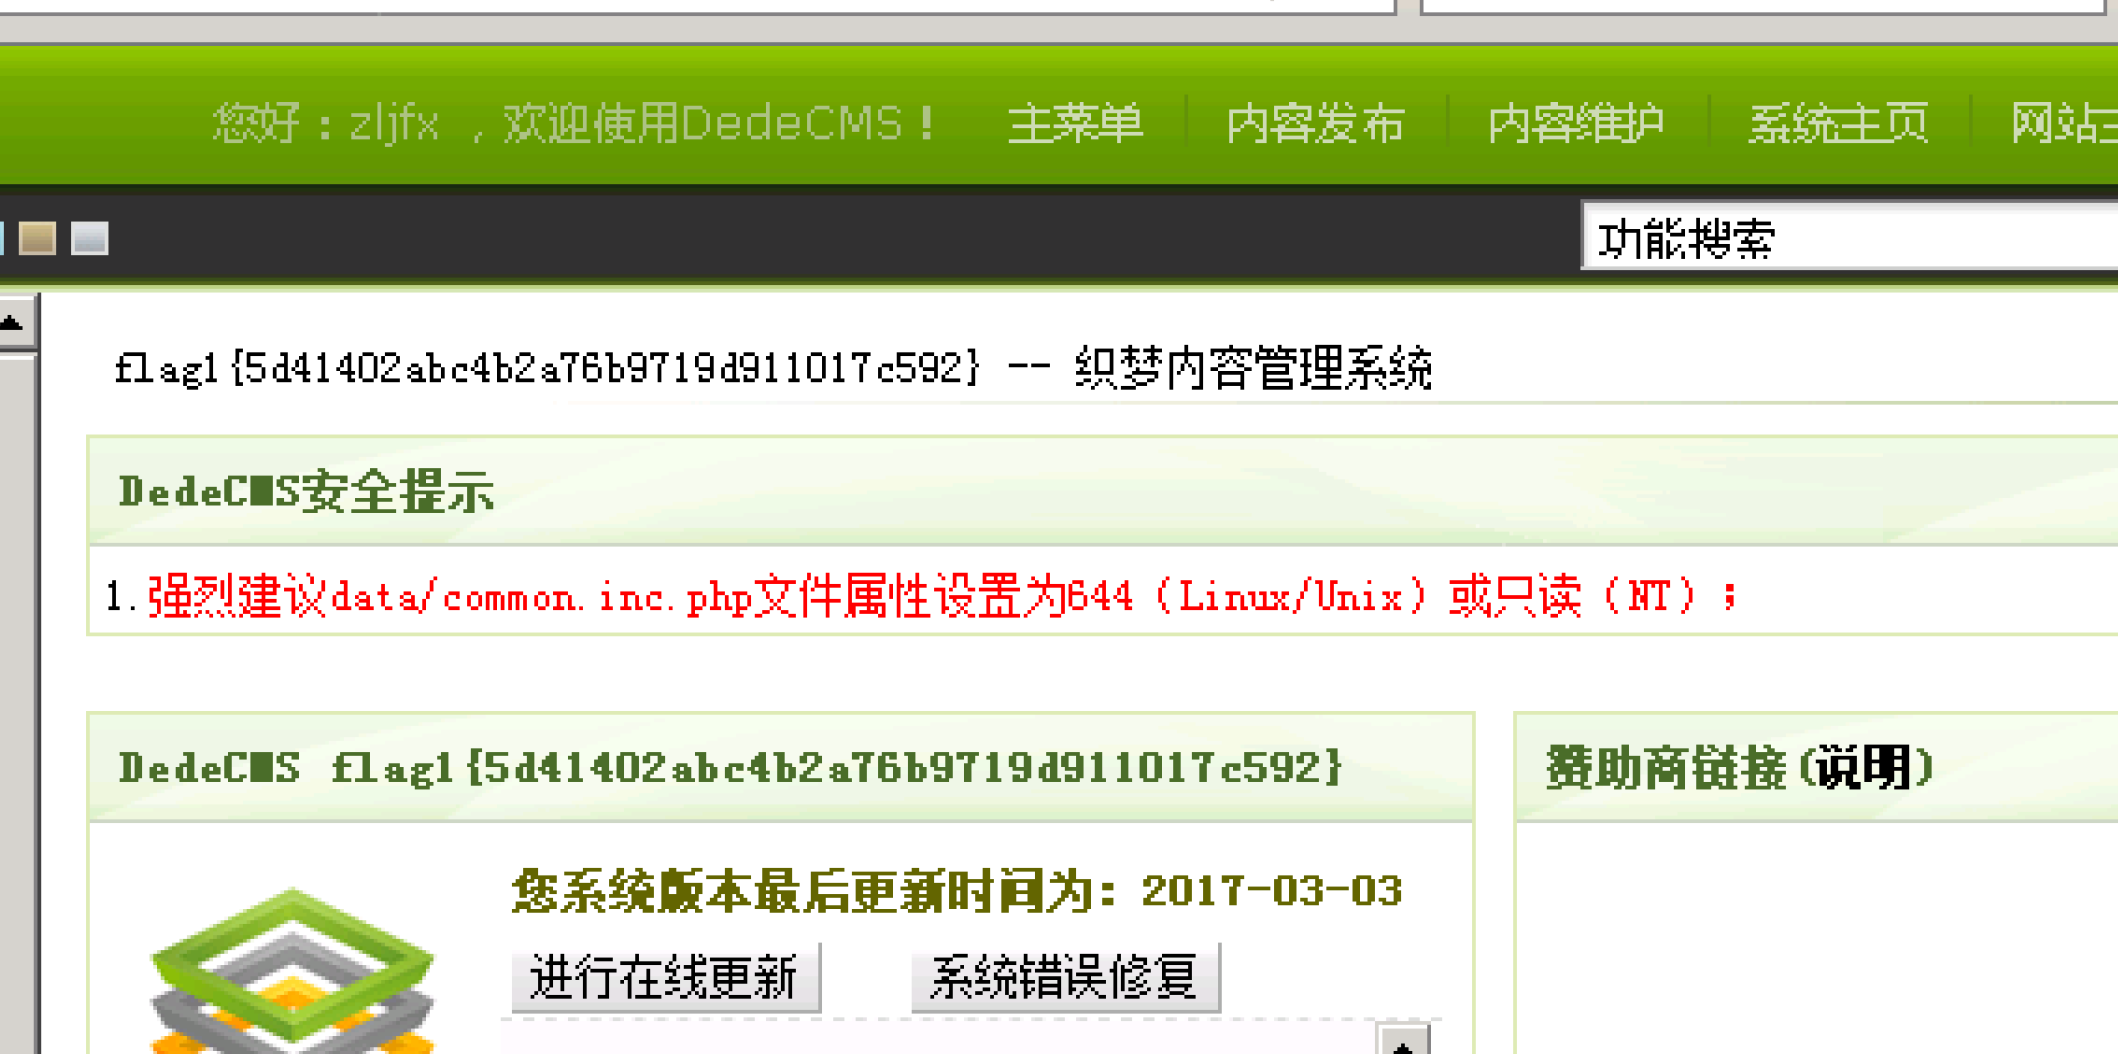 您好：zljfx ，欢迎使用DedeCMS！ 主菜单 内容发布 内容维护 系统主页 网站
功能搜索
flag1{5d41402abc4b2a76b9719d911017c592} -- 织梦内容管理系统
DedeCMS安全提示
1.强烈建议data/common.inc.php文件属性设置为644（Linux/Unix）或只读（NT）；
DedeCMS flag1{5d41402abc4b2a76b9719d911017c592}
赞助商链接(说明)
您系统版本最后更新时间为：2017-03-03
进行在线更新 系统错误修复